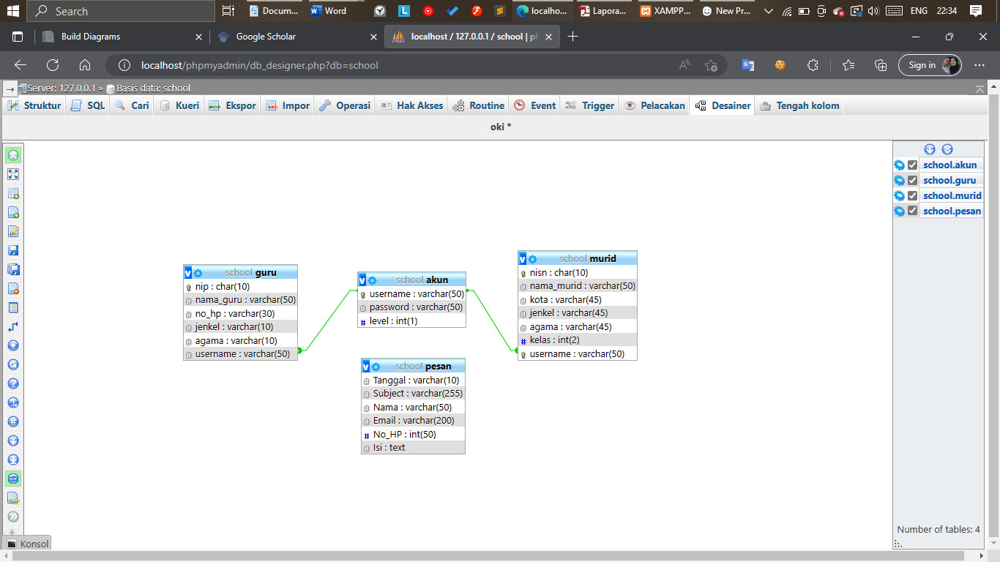 Search
Docum...
Word
localho...
Lapora...
XAMPP...
New Pr...
ENG
22:34
Build Diagrams
Google Scholar
localhost / 127.0.0.1 / school | ph
localhost/phpmyadmin/db_designer.php?db=school
Sign in
Server: 127.0.0.1 » Basis data: school
Struktur
SQL
Cari
Kueri
Ekspor
Impor
Operasi
Hak Akses
Routine
Event
Trigger
Pelacakan
Desainer
Tengah kolom
oki *
school.akun
school.guru
school.murid
school.pesan
school guru
nip : char(10)
nama_guru : varchar(50)
no_hp : varchar(30)
jenkel : varchar(10)
agama : varchar(10)
username : varchar(50)
school akun
username : varchar(50)
password : varchar(50)
level : int(1)
school murid
nisn : char(10)
nama_murid : varchar(50)
kota : varchar(45)
jenkel : varchar(45)
agama : varchar(45)
kelas : int(2)
username : varchar(50)
school pesan
Tanggal : varchar(10)
Subject : varchar(255)
Nama : varchar(50)
Email : varchar(200)
No_HP : int(50)
Isi : text
Number of tables: 4
Konsol